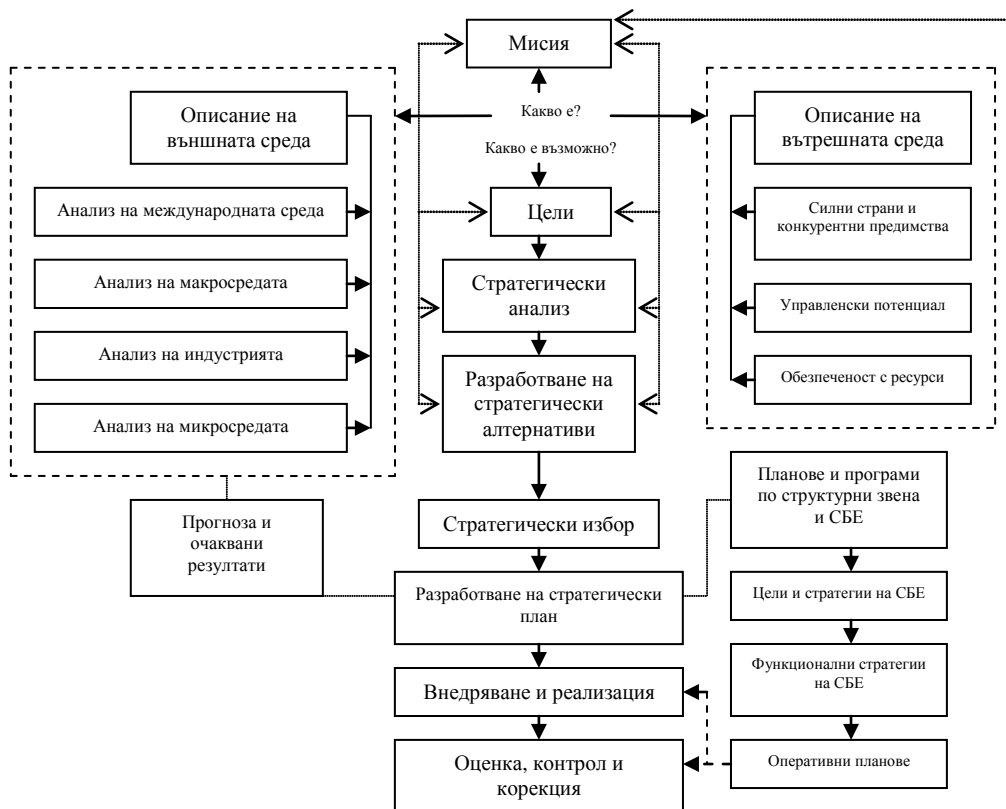 Мисия
Какво е?
Какво е възможно?
Описание на
външната среда
Анализ на международната среда
Анализ на макросредата
Анализ на индустрията
Анализ на микросредата
Описание на
вътрешната среда
Силни страни и
конкурентни предимства
Управленски потенциал
Обезпеченост с ресурси
Цели
Стратегически
анализ
Разработване на
стратегически
алтернативи
Стратегически избор
Прогноза и
очаквани
резултати
Разработване на стратегически
план
Планове и програми
по структурни звена
и СБЕ
Цели и стратегии на СБЕ
Функционални стратегии
на СБЕ
Оперативни планове
Внедряване и реализация
Оценка, контрол и
корекция